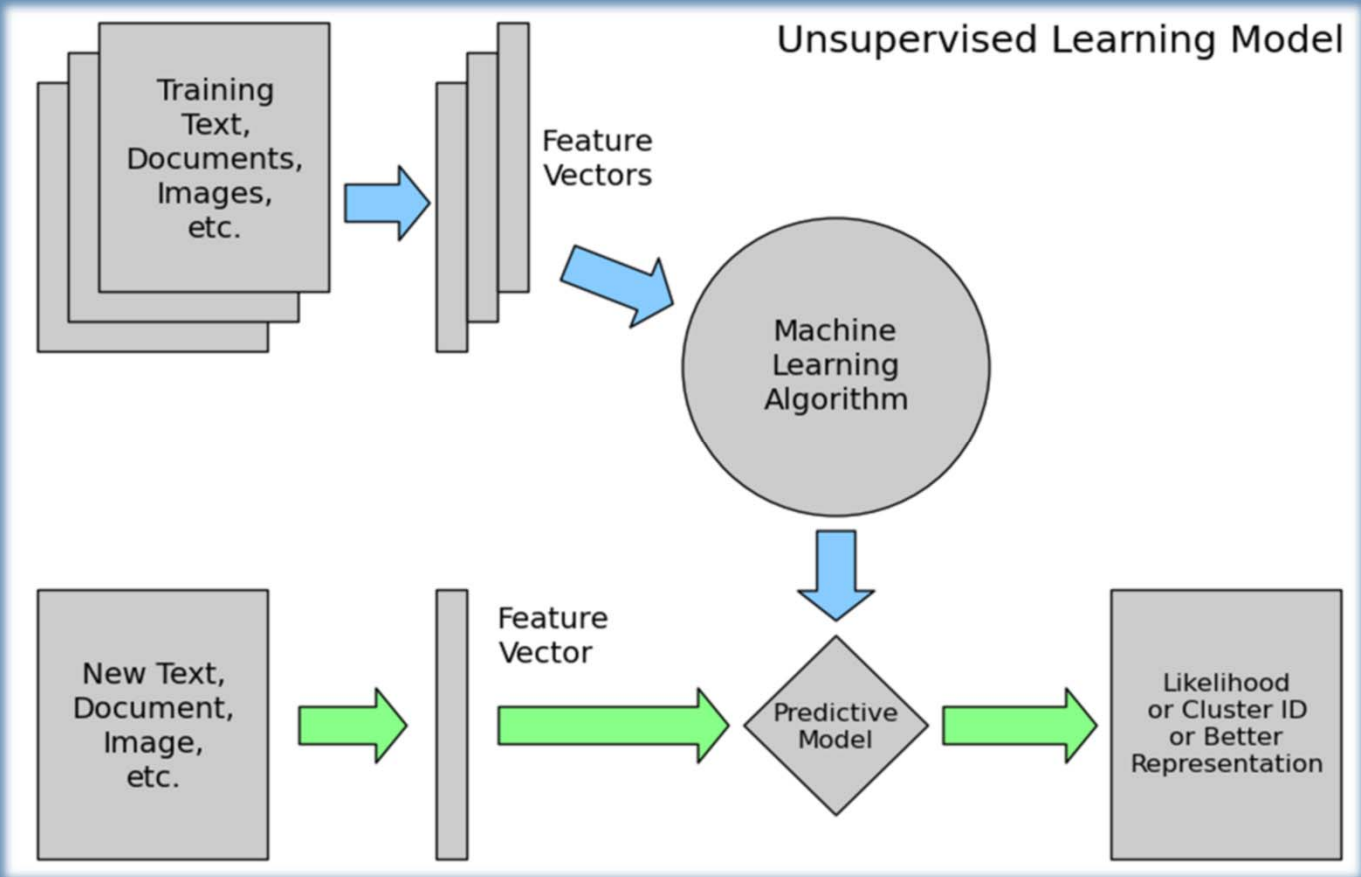 Unsupervised Learning Model
Training
Text,
Documents,
Images,
etc.
Feature
Vectors
Machine
Learning
Algorithm
New Text,
Document,
Image,
etc.
Feature
Vector
Predictive
Model
Likelihood
or Cluster ID
or Better
Representation